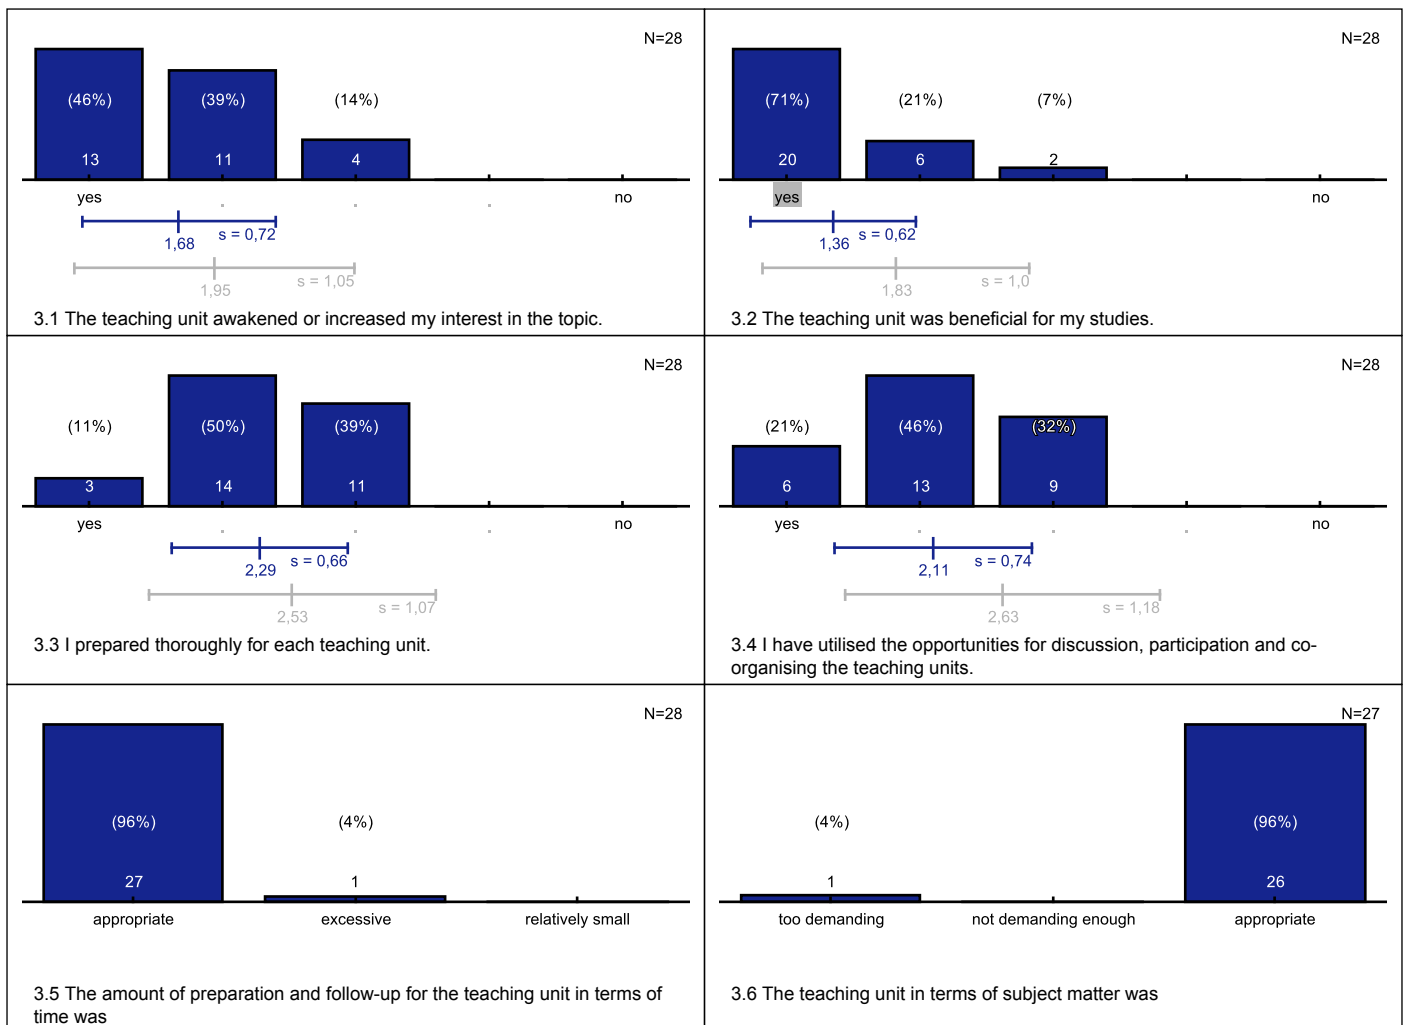 N=28
(46%) (39%) (14%)
13 11 4
yes . . . no
1,68 s = 0,72
1,95 s = 1,05
3.1 The teaching unit awakened or increased my interest in the topic.
N=28
(71%) (21%) (7%)
20 6 2
yes . . . no
1,36 s = 0,62
1,83 s = 1,0
3.2 The teaching unit was beneficial for my studies.
N=28
(11%) (50%) (39%)
3 14 11
yes . . . no
2,29 s = 0,66
2,53 s = 1,07
3.3 I prepared thoroughly for each teaching unit.
N=28
(21%) (46%) (32%)
6 13 9
yes . . . no
2,11 s = 0,74
2,63 s = 1,18
3.4 I have utilised the opportunities for discussion, participation and co-
organising the teaching units.
N=28
(96%) (4%)
27 1
appropriate excessive relatively small
3.5 The amount of preparation and follow-up for the teaching unit in terms of
time was
N=27
(4%) (96%)
1 26
too demanding not demanding enough appropriate
3.6 The teaching unit in terms of subject matter was